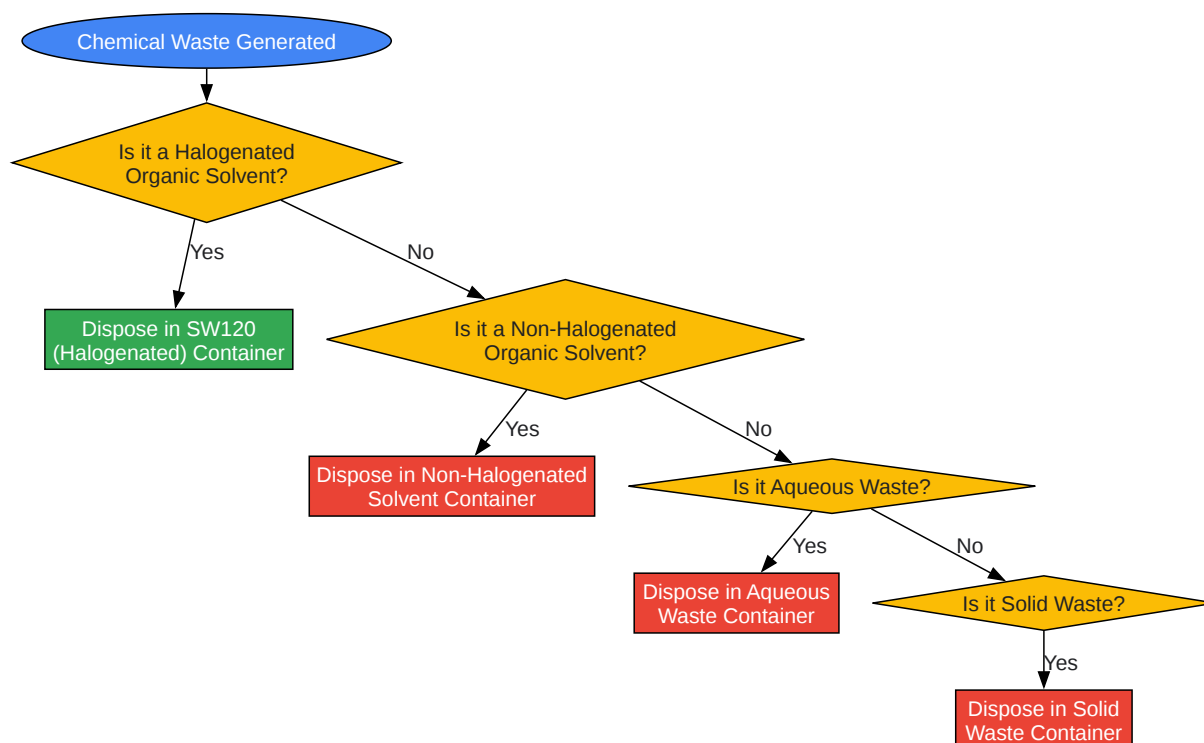 Chemical Waste Generated
Is it a Halogenated
Organic Solvent?
Yes
No
Dispose in SW120
(Halogenated) Container
Is it a Non-Halogenated
Organic Solvent?
Yes
No
Dispose in Non-Halogenated
Solvent Container
Is it Aqueous Waste?
Yes
No
Dispose in Aqueous
Waste Container
Is it Solid Waste?
Yes
Dispose in Solid
Waste Container